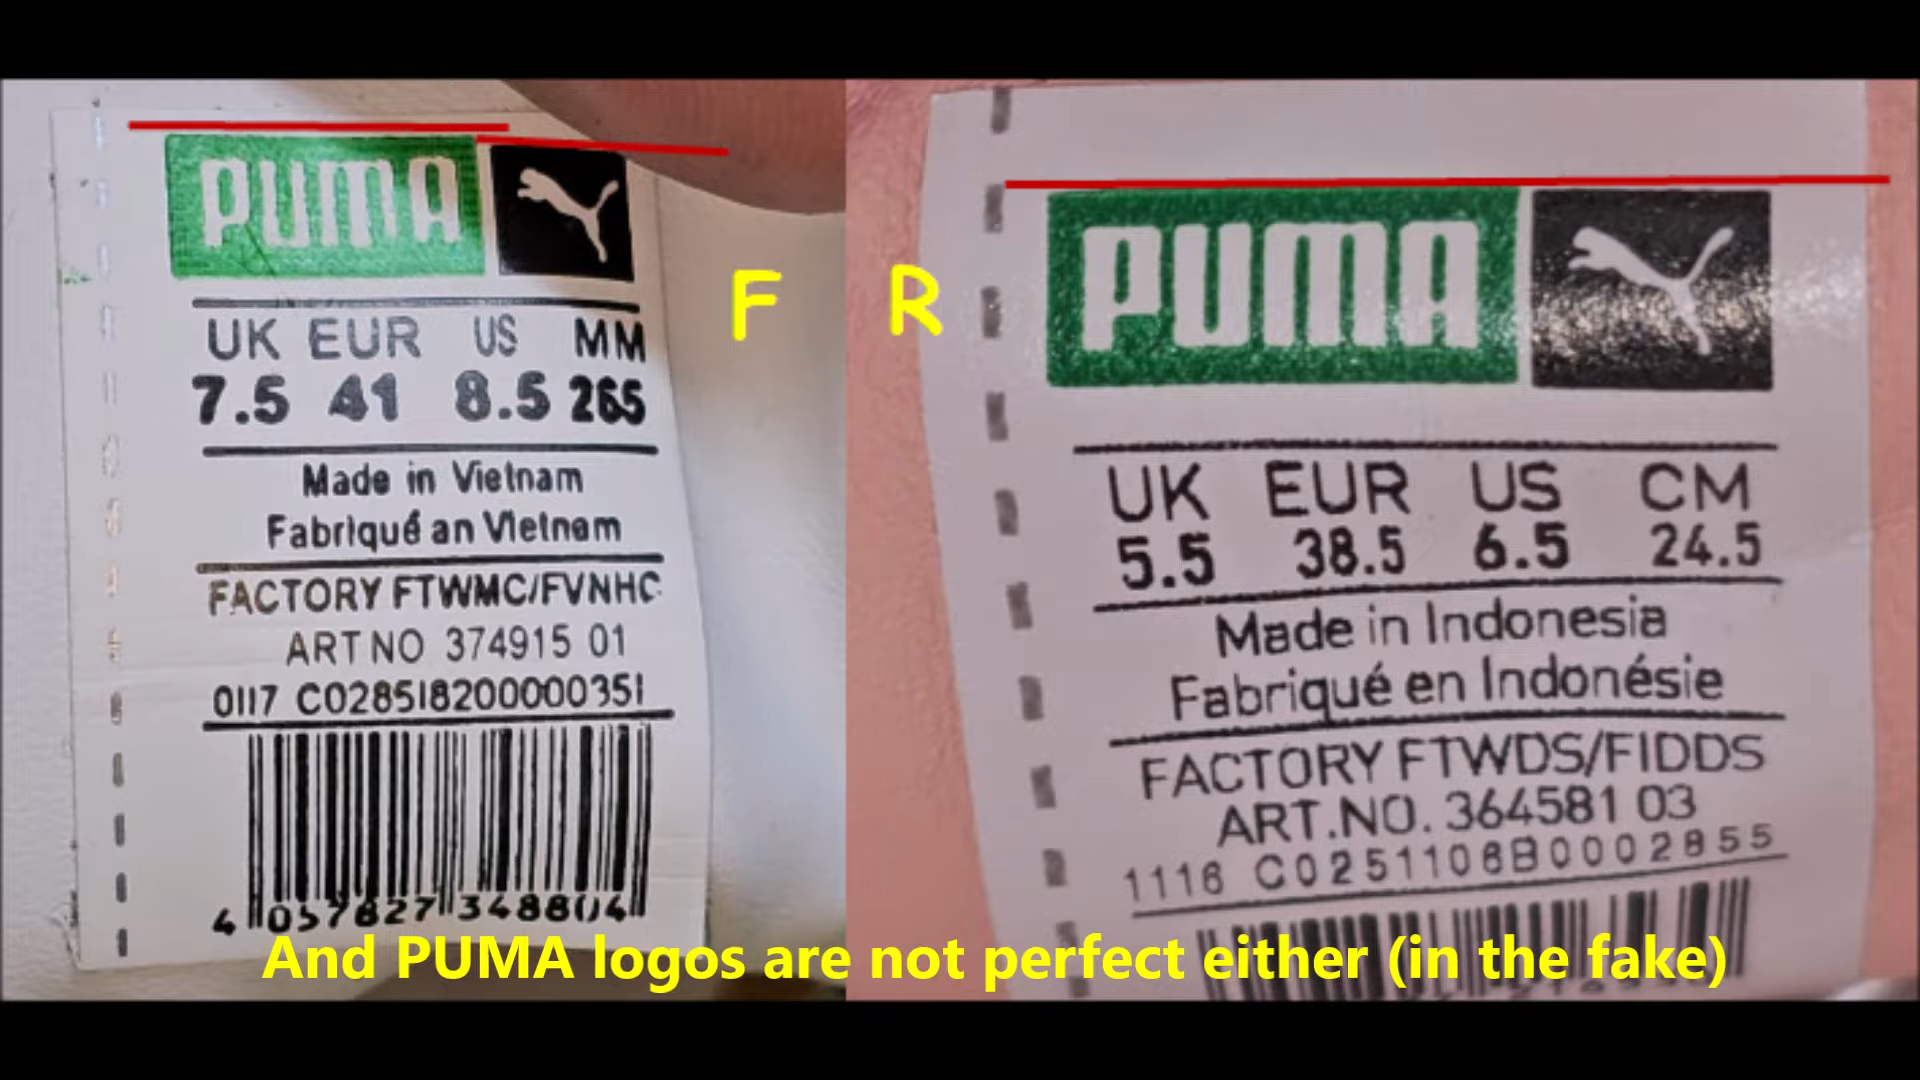 PUMA
UK EUR US MM
7.5 41 8.5 265
Made in Vietnam
Fabriqué an Vietnam
FACTORY FTWMC/FVNHC
ART NO 374915 01
0117 C028518200000351
4 057827 348804
F
R
PUMA
UK EUR US CM
5.5 38.5 6.5 24.5
Made in Indonesia
Fabriqué en Indonésie
FACTORY FTWDS/FIDDS
ART.NO. 364581 03
1116 C0251106B0002855
And PUMA logos are not perfect either (in the fake)